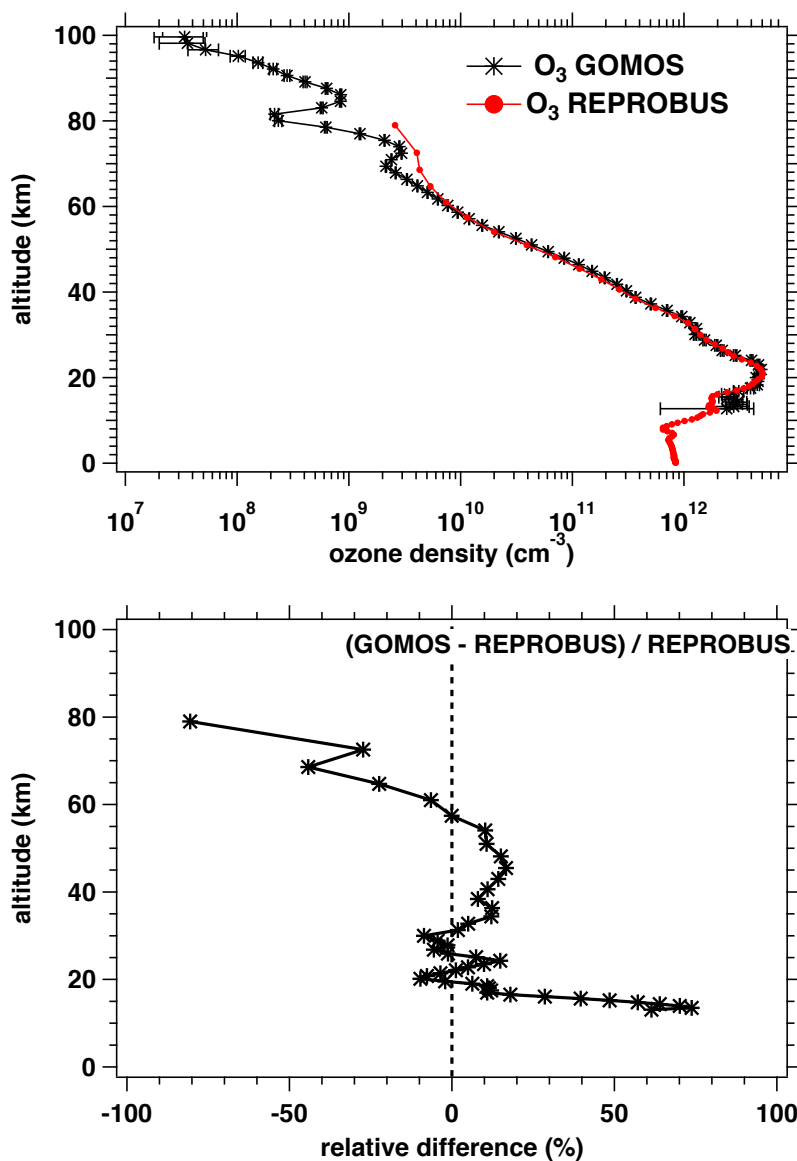 100
80
60
40
20
0
altitude (km)
O3 GOMOS
O3 REPROBUS
10^7 10^8 10^9 10^10 10^11 10^12
ozone density (cm^-3)
(GOMOS - REPROBUS) / REPROBUS
100
80
60
40
20
0
altitude (km)
-100 -50 0 50 100
relative difference (%)